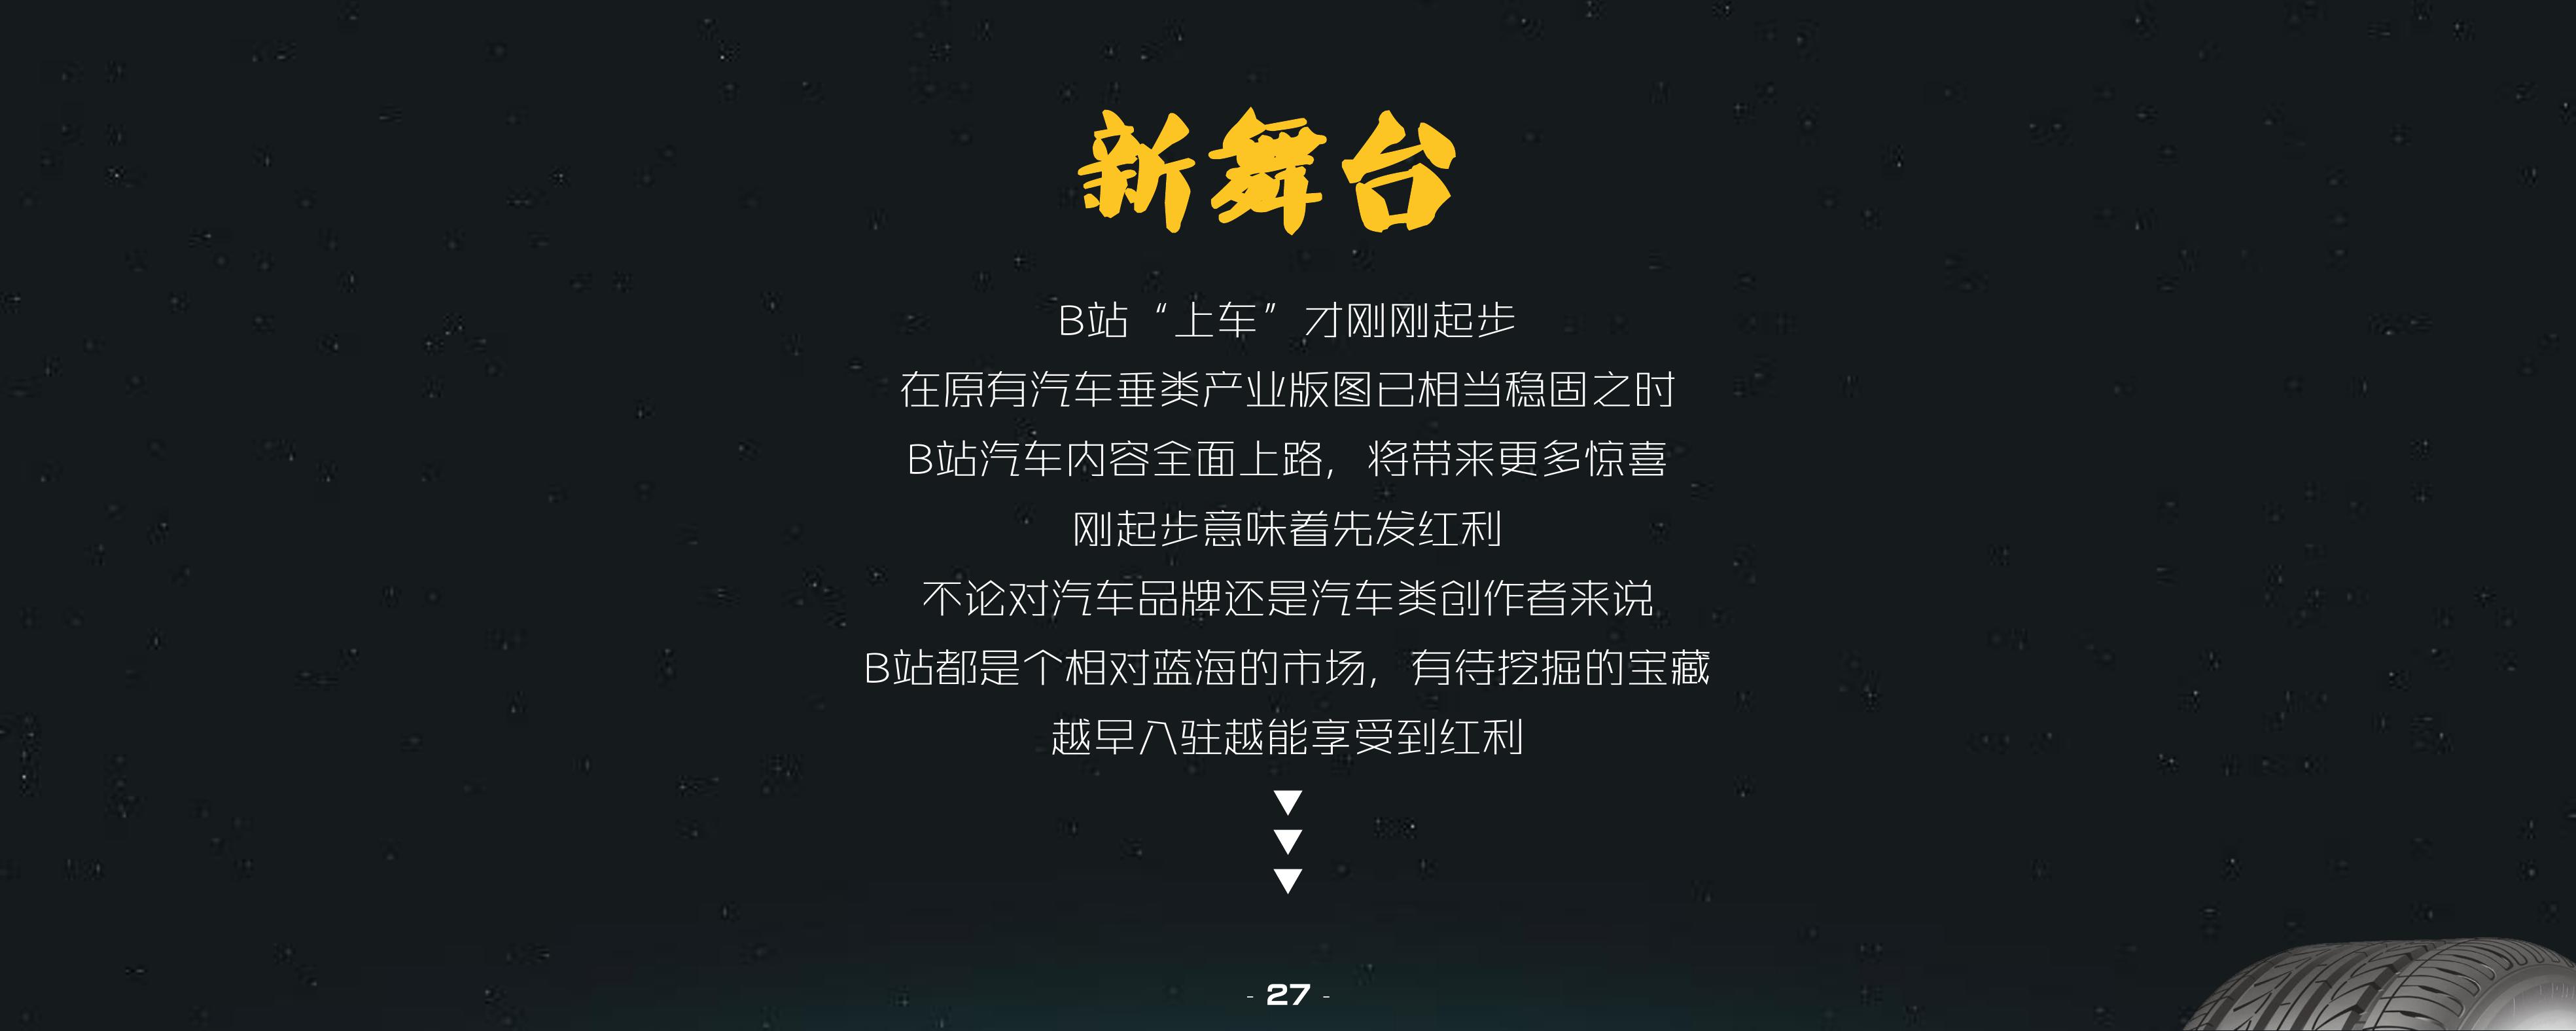 新舞台
B站“上车”才刚刚起步
在原有汽车垂类产业版图已相当稳固之时
B站汽车内容全面上路，将带来更多惊喜
刚起步意味着先发红利
不论对汽车品牌还是汽车类创作者来说
B站都是个相对蓝海的市场，有待挖掘的宝藏
越早入驻越能享受到红利
- 27 -